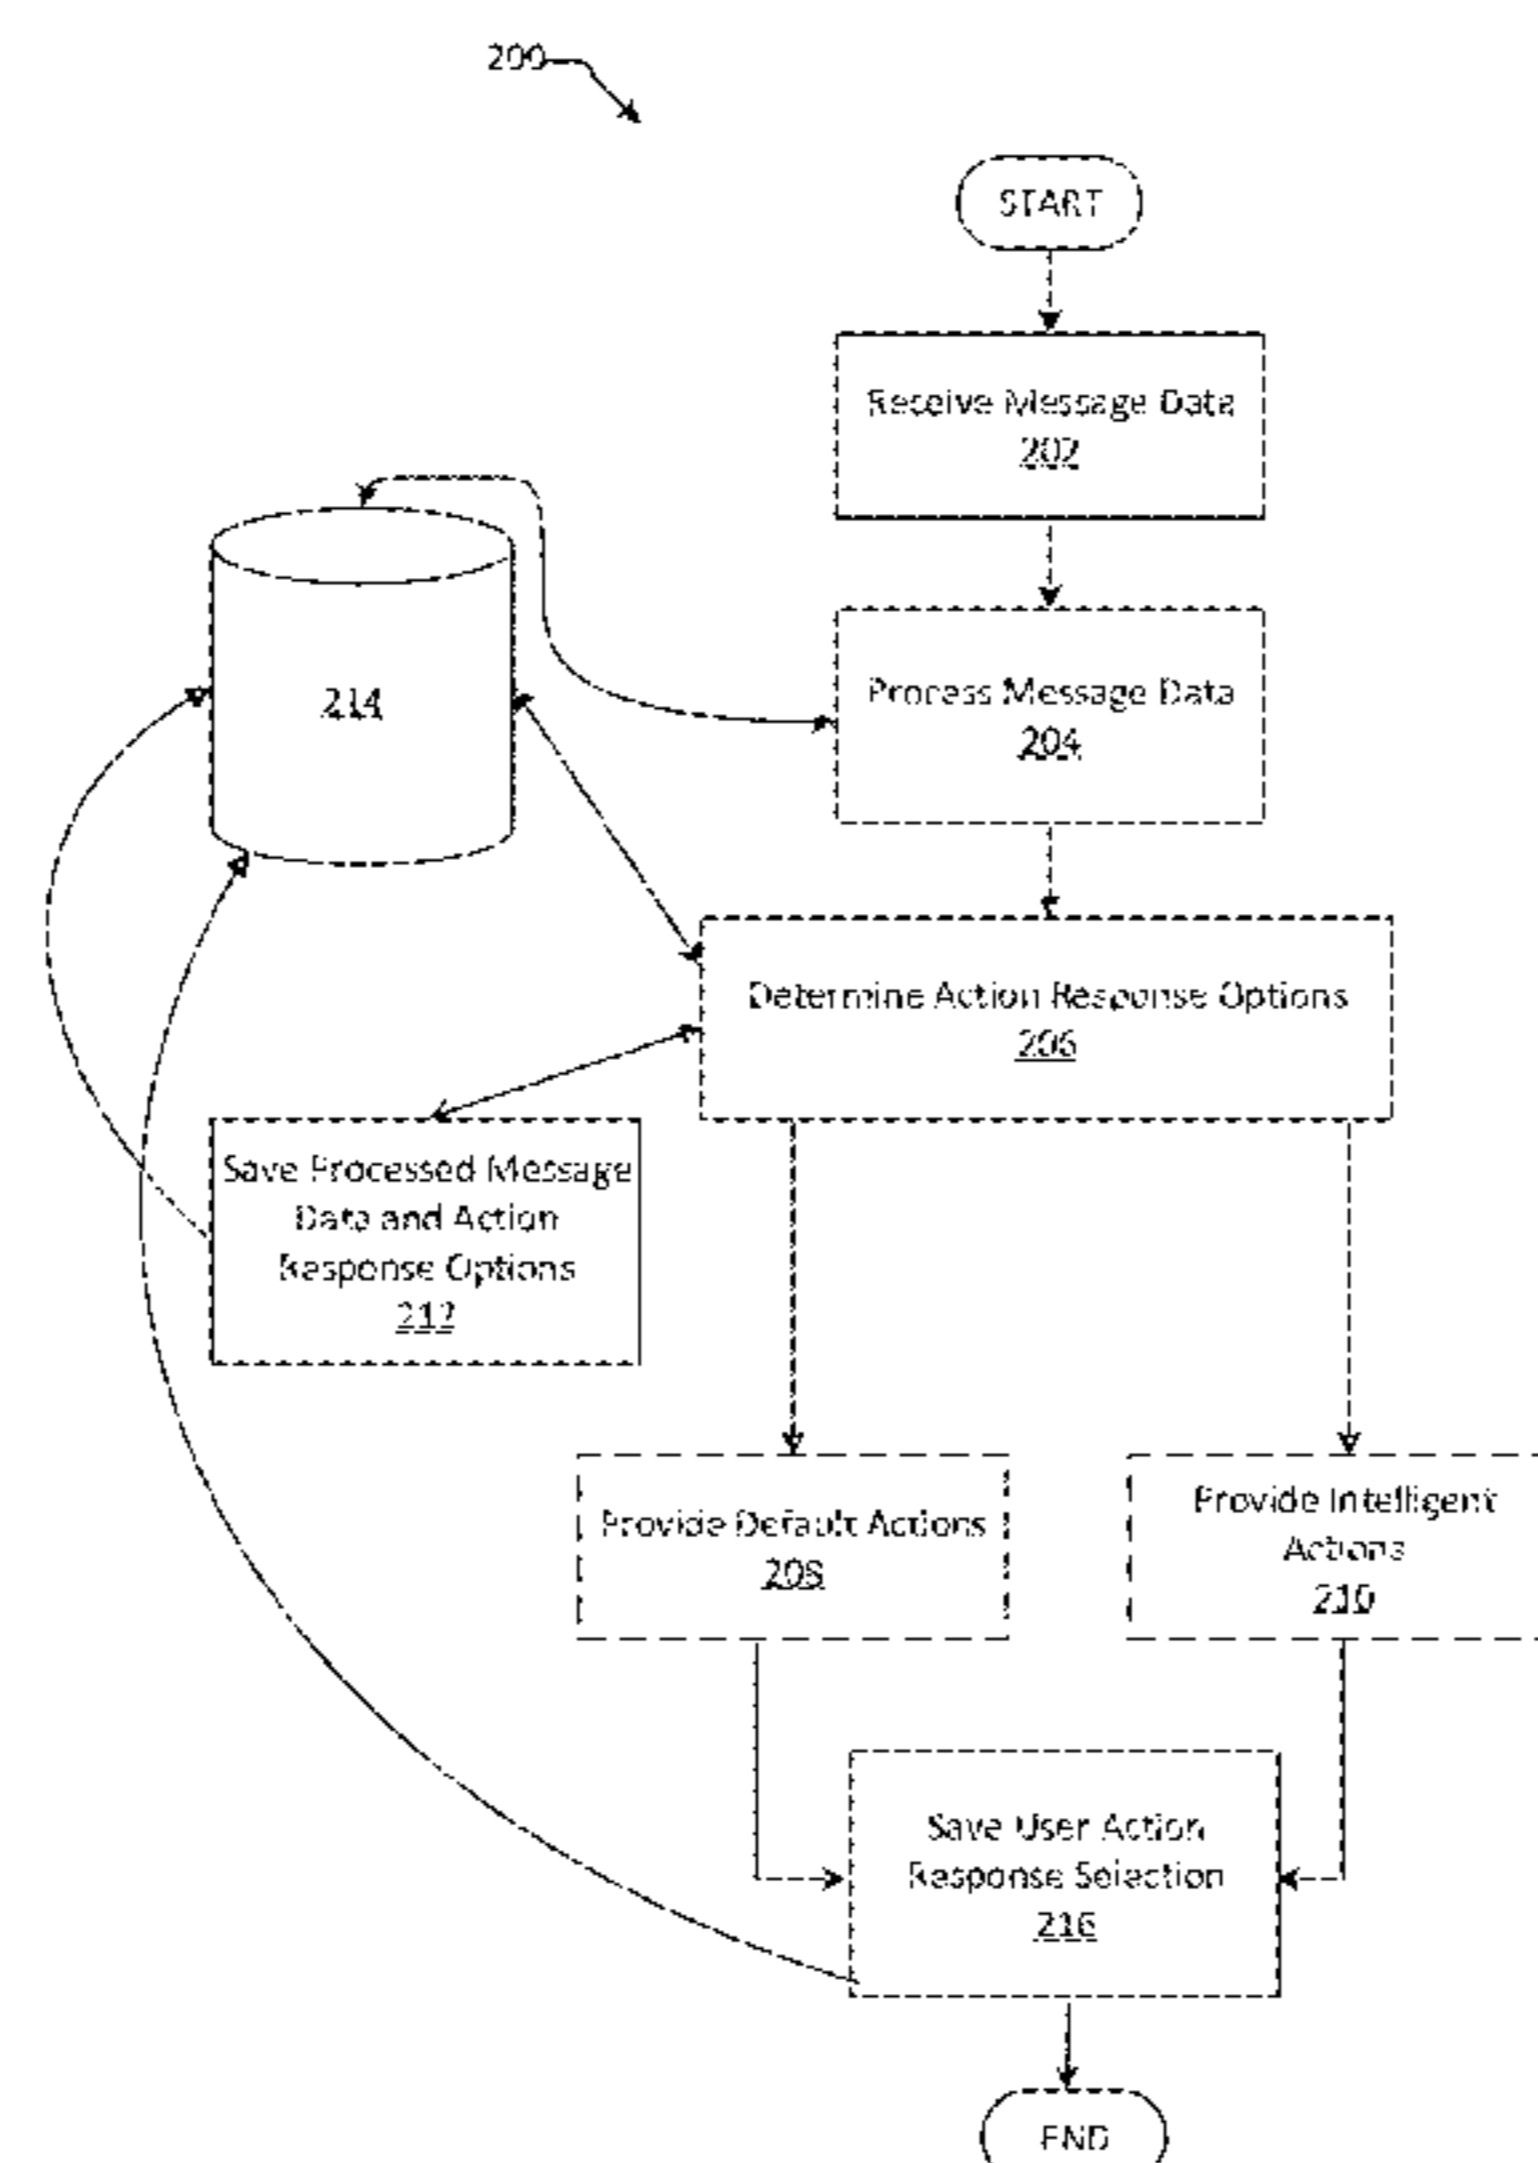 200
START
Receive Message Data
202
214
Process Message Data
204
Determine Action Response Options
206
Save Processed Message
Data and Action
Response Options
212
Provide Default Actions
208
Provide Intelligent
Actions
210
Save User Action
Response Selection
216
END